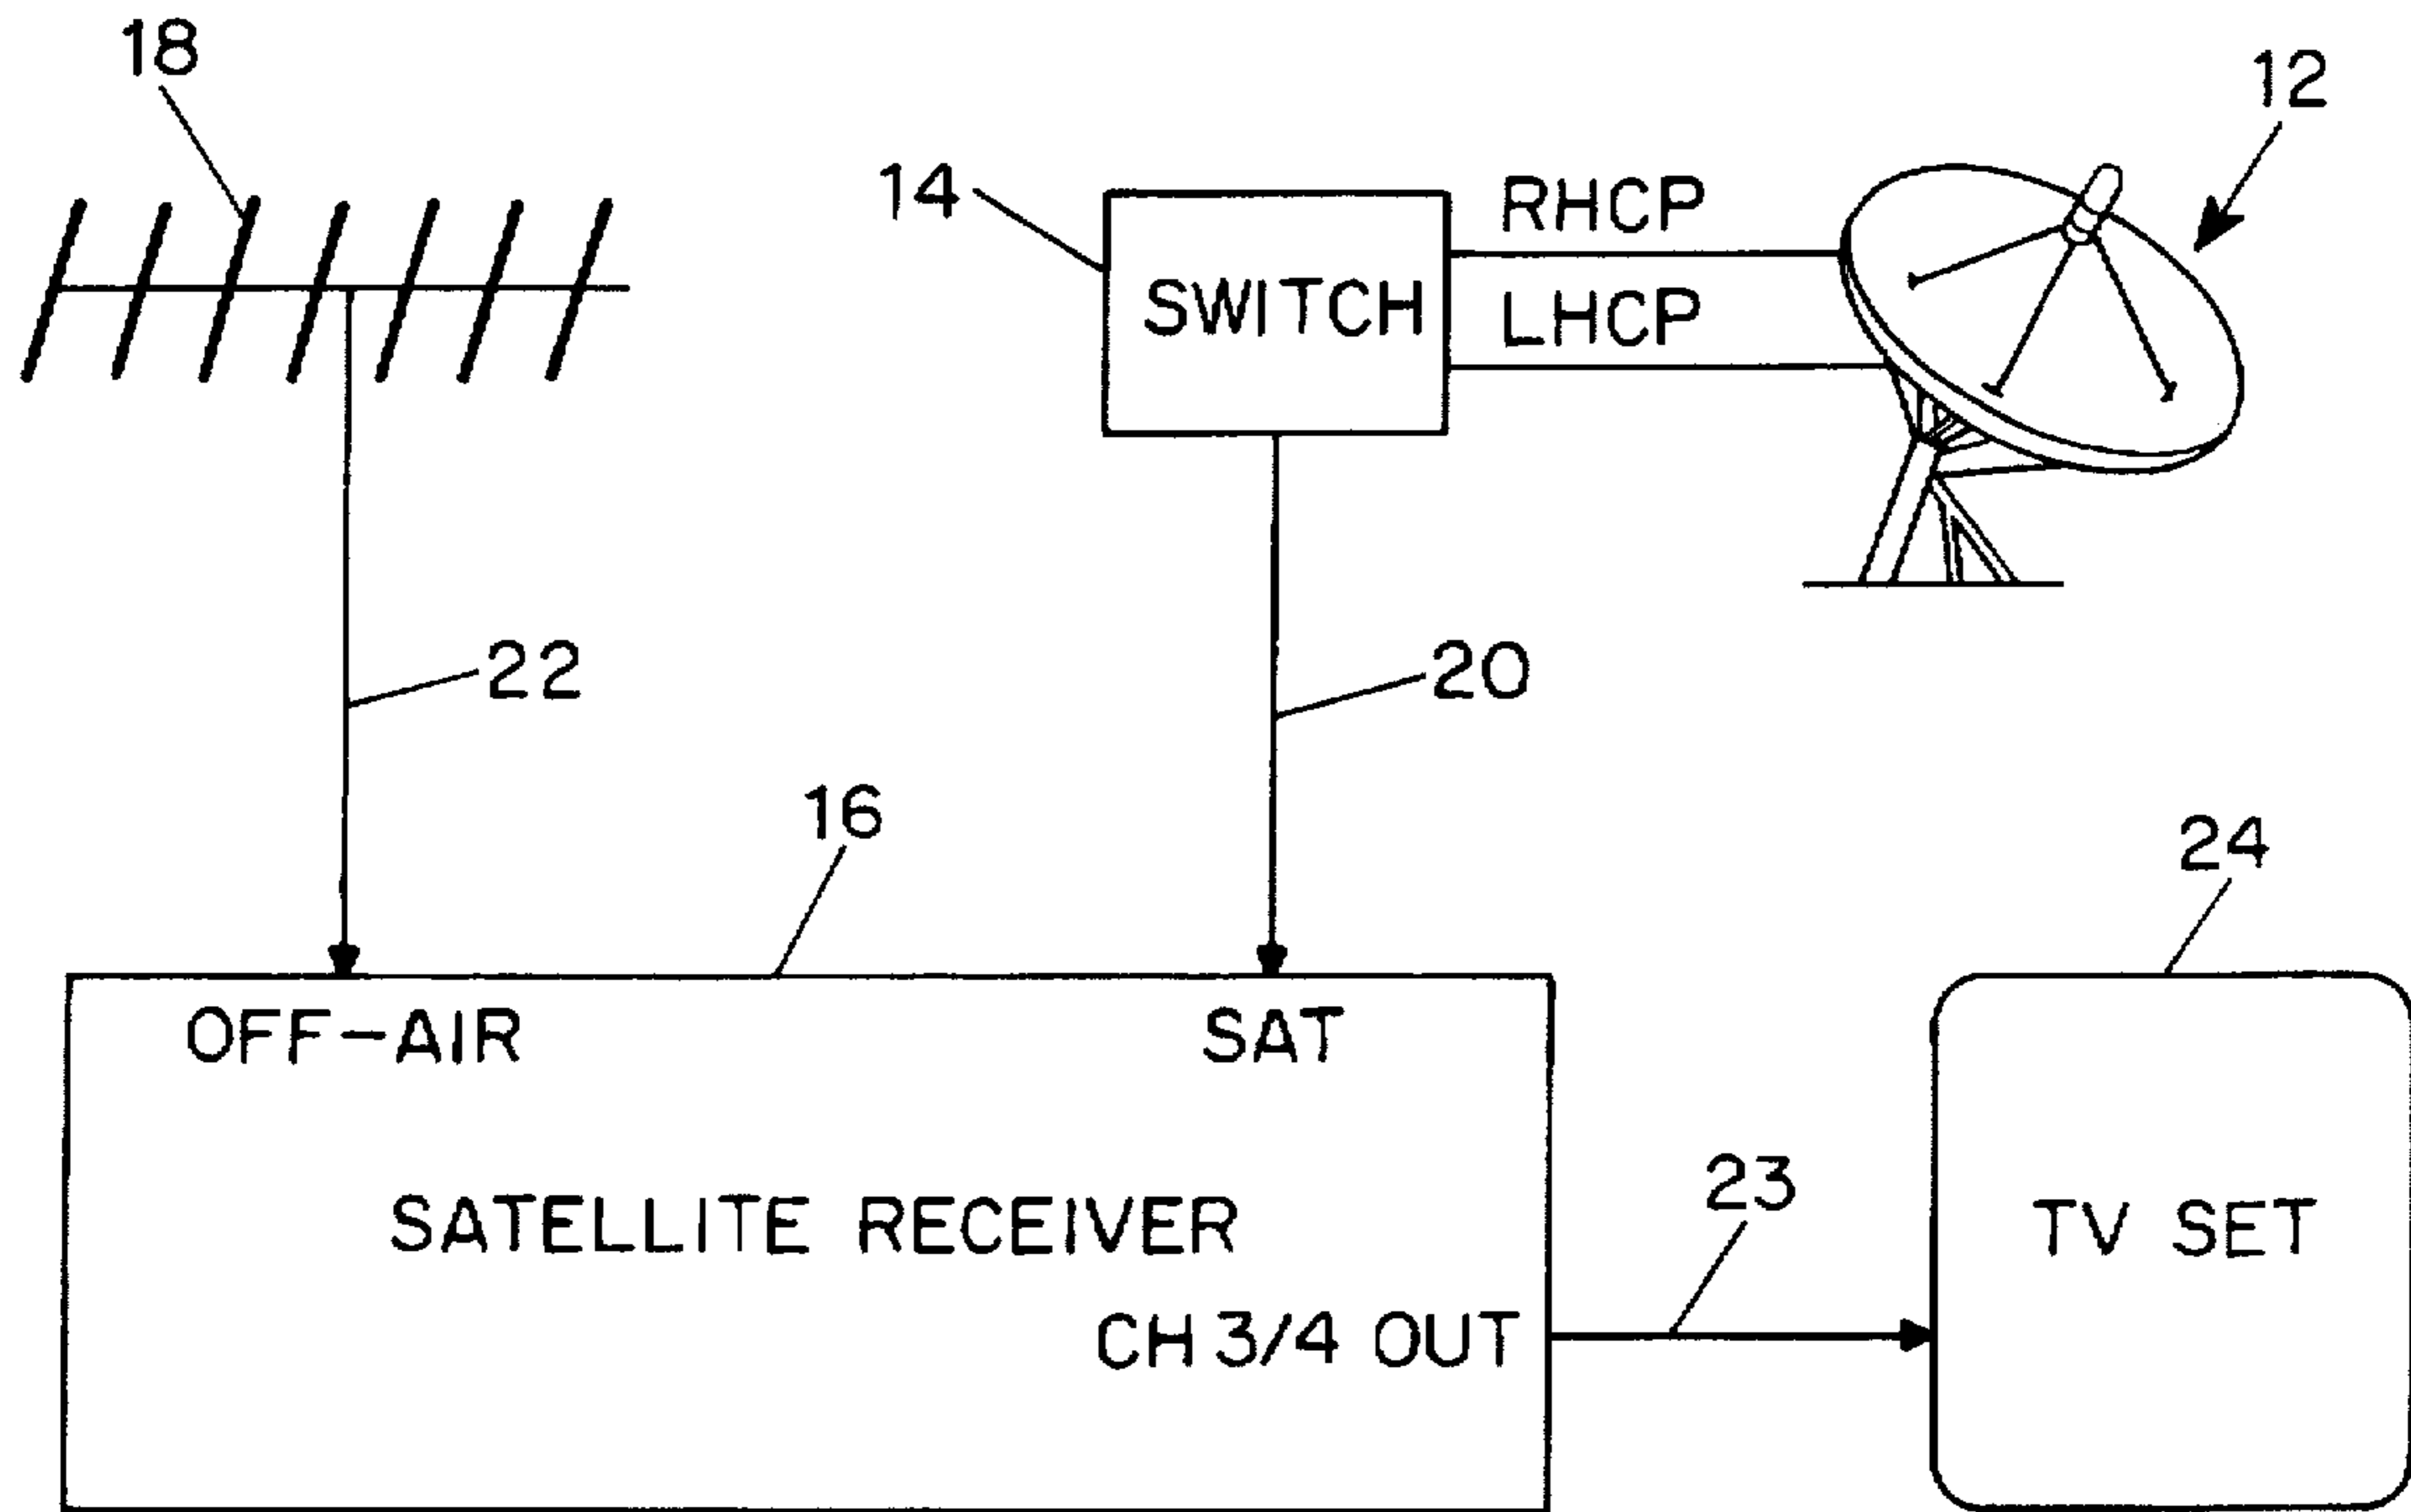 18
12
14
RHCP
SWITCH
LHCP
22
20
16
24
OFF-AIR
SAT
23
SATELLITE RECEIVER
TV SET
CH 3/4 OUT